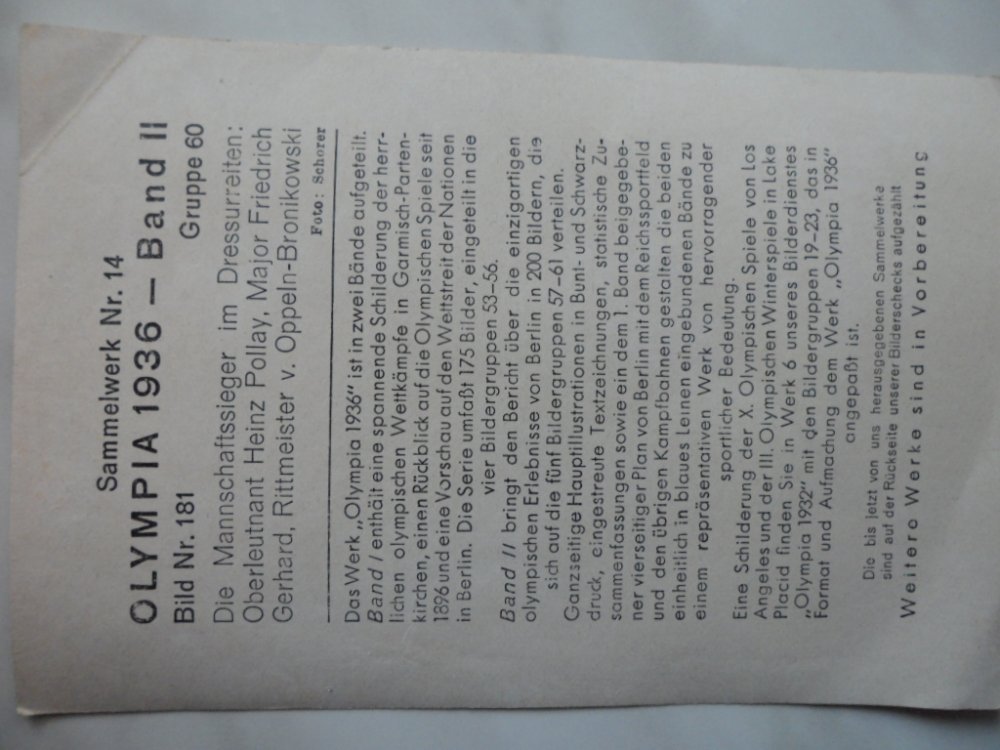 Sammelwerk Nr. 14
OLYMPIA 1936 — Band II
Bild Nr. 181 Gruppe 60
Die Mannschaftssieger im Dressurreiten:
Oberleutnant Heinz Pollay, Major Friedrich
Gerhard, Rittmeister v. Oppeln-Bronikowski
Foto: Schorer
Das Werk „Olympia 1936“ ist in zwei Bände aufgeteilt.
Band I enthält eine spannende Schilderung der herr-
lichen olympischen Wettkämpfe in Garmisch-Parten-
kirchen, einen Rückblick auf die Olympischen Spiele seit
1896 und eine Vorschau auf den Wettstreit der Nationen
in Berlin. Die Serie umfaßt 175 Bilder, eingeteilt in die
vier Bildergruppen 53–56.
Band II bringt den Bericht über die einzigartigen
olympischen Erlebnisse von Berlin in 200 Bildern, die
sich auf die fünf Bildergruppen 57–61 verteilen.
Ganzseitige Hauptillustrationen in Bunt- und Schwarz-
druck, eingestreute Textzeichnungen, statistische Zu-
sammenfassungen sowie ein dem 1. Band beigegebe-
ner vierseitiger Plan von Berlin mit dem Reichssportfeld
und den übrigen Kampfbahnen gestalten die beiden
einheitlich in blaues Leinen eingebundenen Bände zu
einem repräsentativen Werk von hervorragender
sportlicher Bedeutung.
Eine Schilderung der X. Olympischen Spiele von Los
Angeles und der III. Olympischen Winterspiele in Lake
Placid finden Sie in Werk 6 unseres Bilderdienstes
„Olympia 1932“ mit den Bildergruppen 19–23, das in
Format und Aufmachung dem Werk „Olympia 1936“
angepaßt ist.
Die bis jetzt von uns herausgegebenen Sammelwerke
sind auf der Rückseite unserer Bilderschecks aufgezählt
Weitere Werke sind in Vorbereitung